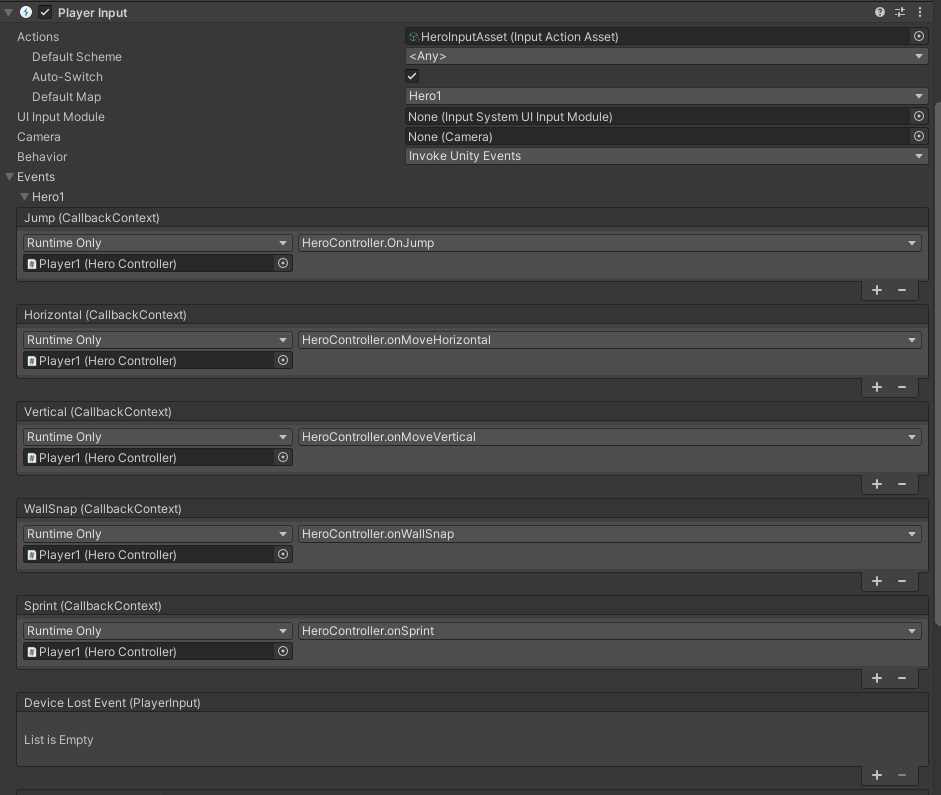 Player Input
Actions HeroInputAsset (Input Action Asset)
Default Scheme <Any>
Auto-Switch
Default Map Hero1
UI Input Module None (Input System UI Input Module)
Camera None (Camera)
Behavior Invoke Unity Events
Events
Hero1
Jump (CallbackContext)
Runtime Only HeroController.OnJump
Player1 (Hero Controller)
+ −
Horizontal (CallbackContext)
Runtime Only HeroController.onMoveHorizontal
Player1 (Hero Controller)
+ −
Vertical (CallbackContext)
Runtime Only HeroController.onMoveVertical
Player1 (Hero Controller)
+ −
WallSnap (CallbackContext)
Runtime Only HeroController.onWallSnap
Player1 (Hero Controller)
+ −
Sprint (CallbackContext)
Runtime Only HeroController.onSprint
Player1 (Hero Controller)
+ −
Device Lost Event (PlayerInput)
List is Empty
+ −